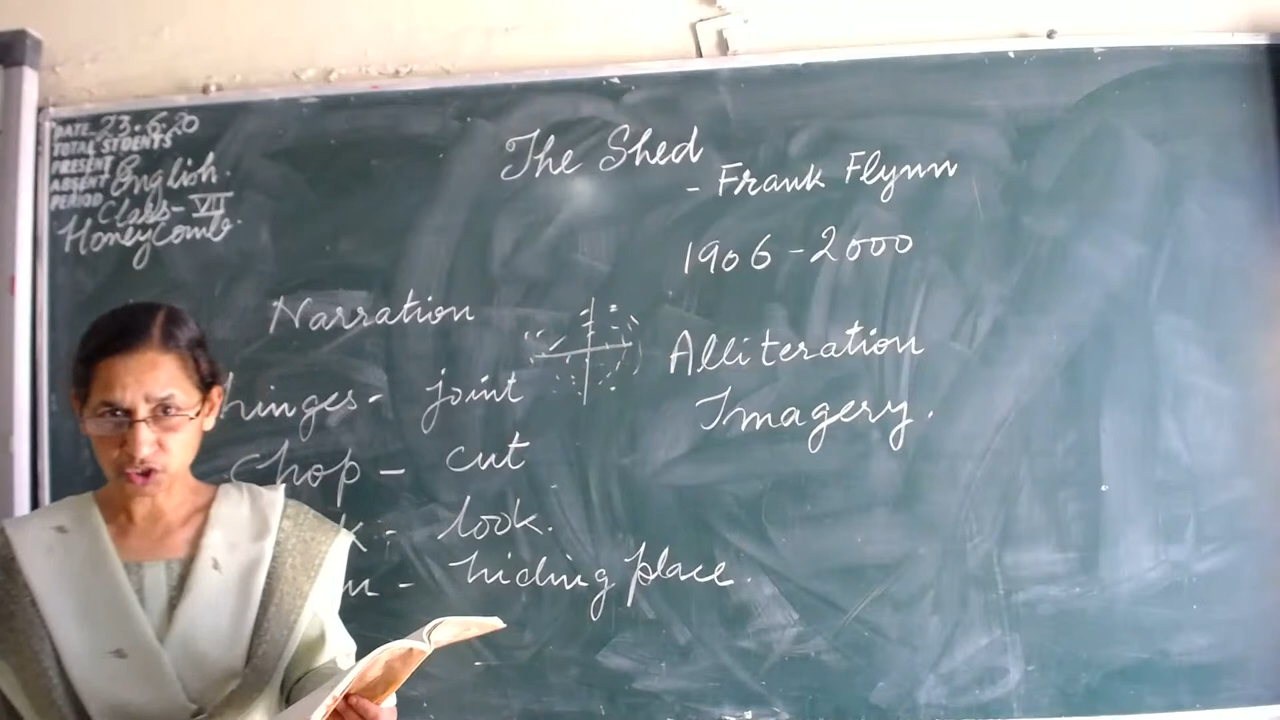 DATE 23.6.20
TOTAL STDENTS
PRESENT English.
ABSENT Class- VII
PERIOD Honeycomb.
The Shed
- Frank Flynn
1906-2000
Narration
Alliteration
hinges- joint
Imagery.
Chop - cut
- look.
- hiding place.